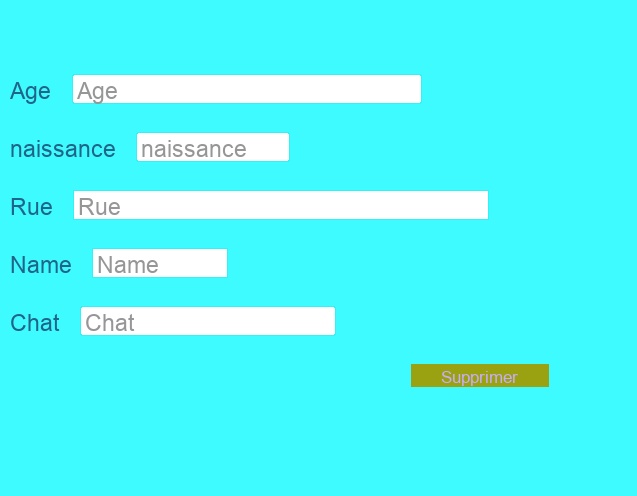 Age Age
naissance naissance
Rue Rue
Name Name
Chat Chat
Supprimer